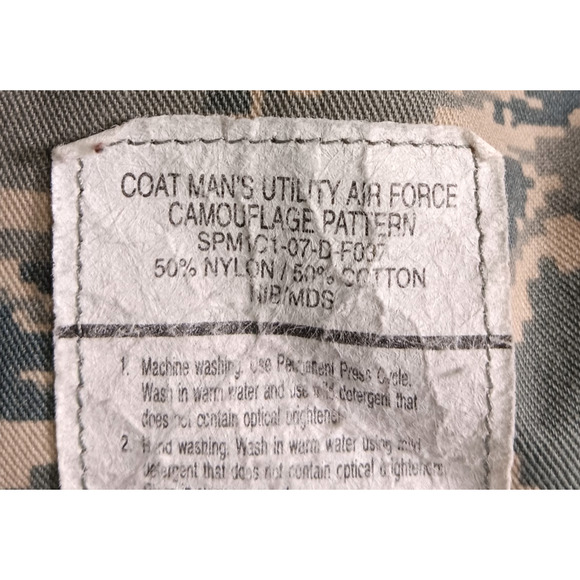 COAT MAN'S UTILITY AIR FORCE
CAMOUFLAGE PATTERN
SPM1C1-07-D-F037
50% NYLON / 50% COTTON
NIB/MDS
1. Machine washing. Use Permanent Press Cycle.
Wash in warm water and use mild detergent that
does not contain optical brightener
2. Hand washing. Wash in warm water using mild
detergent that does not contain optical brighteners.